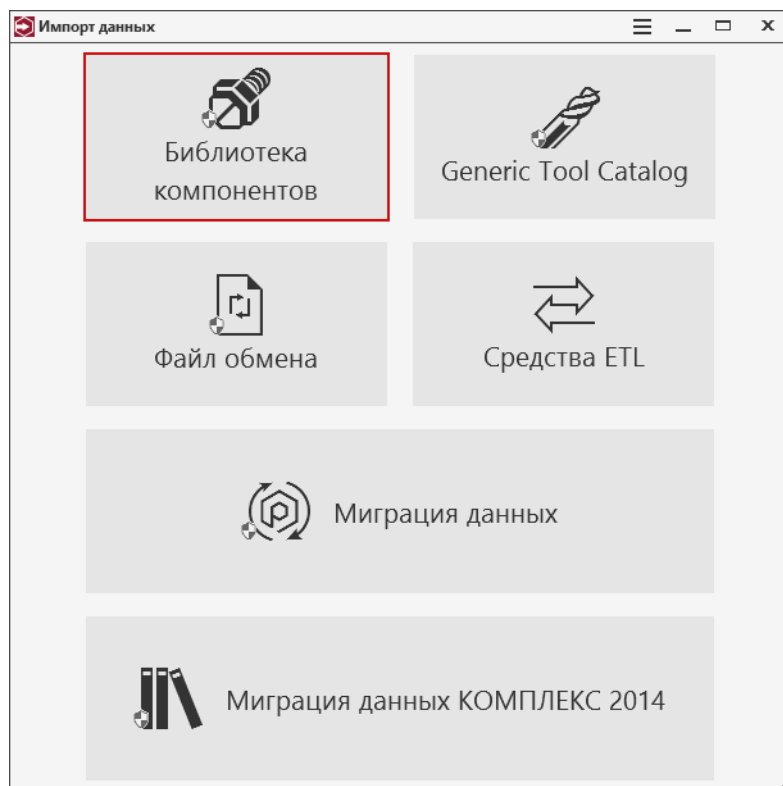 Импорт данных
Библиотека
компонентов
Generic Tool Catalog
Файл обмена
Средства ETL
Миграция данных
Миграция данных КОМПЛЕКС 2014